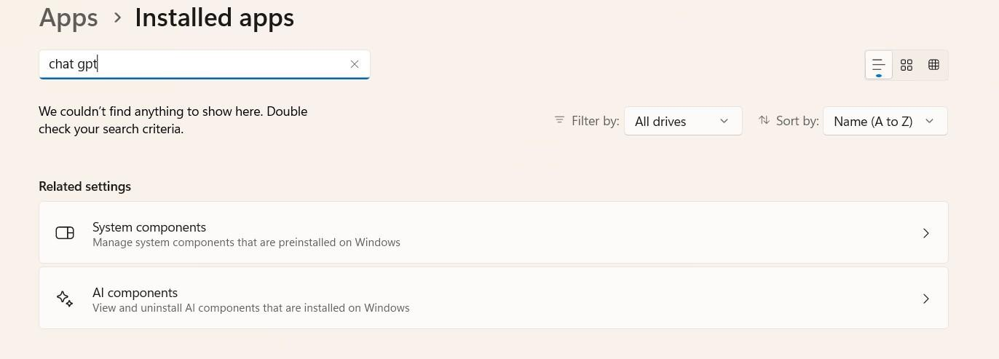 Apps > Installed apps
chat gpt
We couldn't find anything to show here. Double
check your search criteria.
Filter by: All drives
Sort by: Name (A to Z)
Related settings
System components
Manage system components that are preinstalled on Windows
AI components
View and uninstall AI components that are installed on Windows